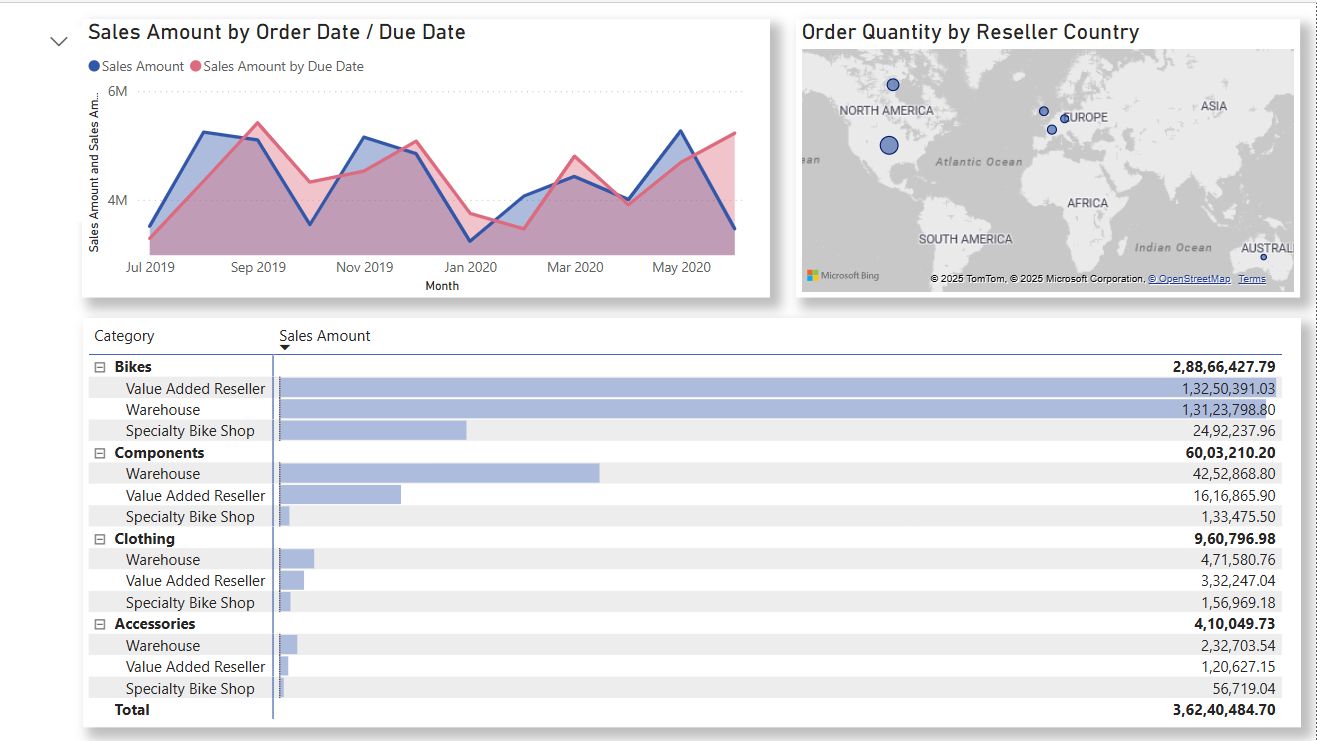 Sales Amount by Order Date / Due Date
Sales Amount Sales Amount by Due Date
Sales Amount and Sales Am...
6M
4M
Jul 2019 Sep 2019 Nov 2019 Jan 2020 Mar 2020 May 2020
Month
Order Quantity by Reseller Country
NORTH AMERICA
EUROPE
ASIA
ean
Atlantic Ocean
AFRICA
SOUTH AMERICA
Indian Ocean
AUSTRAL
Microsoft Bing
© 2025 TomTom, © 2025 Microsoft Corporation, © OpenStreetMap Terms
Category Sales Amount
Bikes 2,88,66,427.79
Value Added Reseller 1,32,50,391.03
Warehouse 1,31,23,798.80
Specialty Bike Shop 24,92,237.96
Components 60,03,210.20
Warehouse 42,52,868.80
Value Added Reseller 16,16,865.90
Specialty Bike Shop 1,33,475.50
Clothing 9,60,796.98
Warehouse 4,71,580.76
Value Added Reseller 3,32,247.04
Specialty Bike Shop 1,56,969.18
Accessories 4,10,049.73
Warehouse 2,32,703.54
Value Added Reseller 1,20,627.15
Specialty Bike Shop 56,719.04
Total 3,62,40,484.70